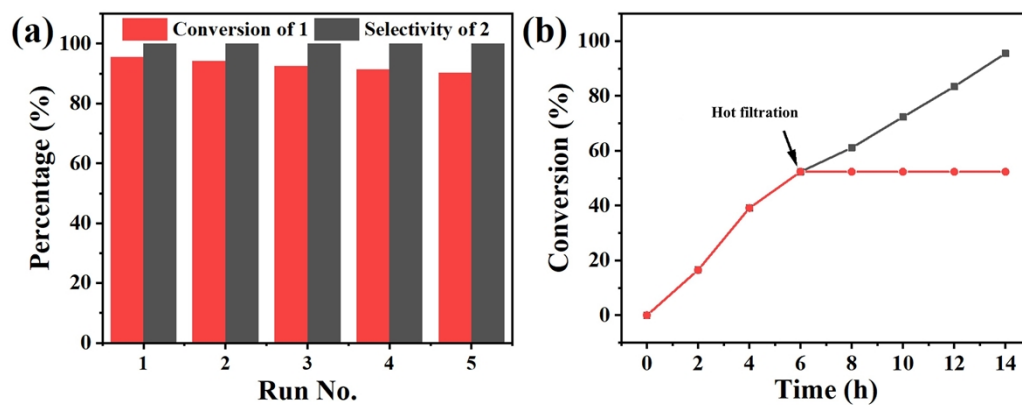 (a)
Conversion of 1
Selectivity of 2
100
80
60
40
20
0
Percentage (%)
1 2 3 4 5
Run No.
(b)
100
80
60
40
20
0
Conversion (%)
Hot filtration
0 2 4 6 8 10 12 14
Time (h)